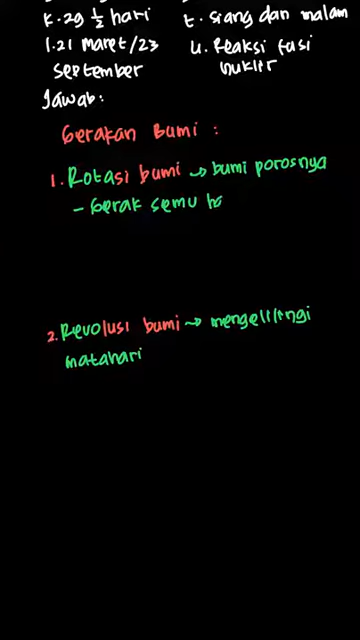 k. 29 ½ hari
t. siang dan malam
l. 21 maret/23
september
u. Reaksi fusi
nuklir
Jawab:
Gerakan Bumi :
1. Rotasi bumi → bumi porosnya
- Gerak semu
2. Revolusi bumi → mengelilingi
matahari